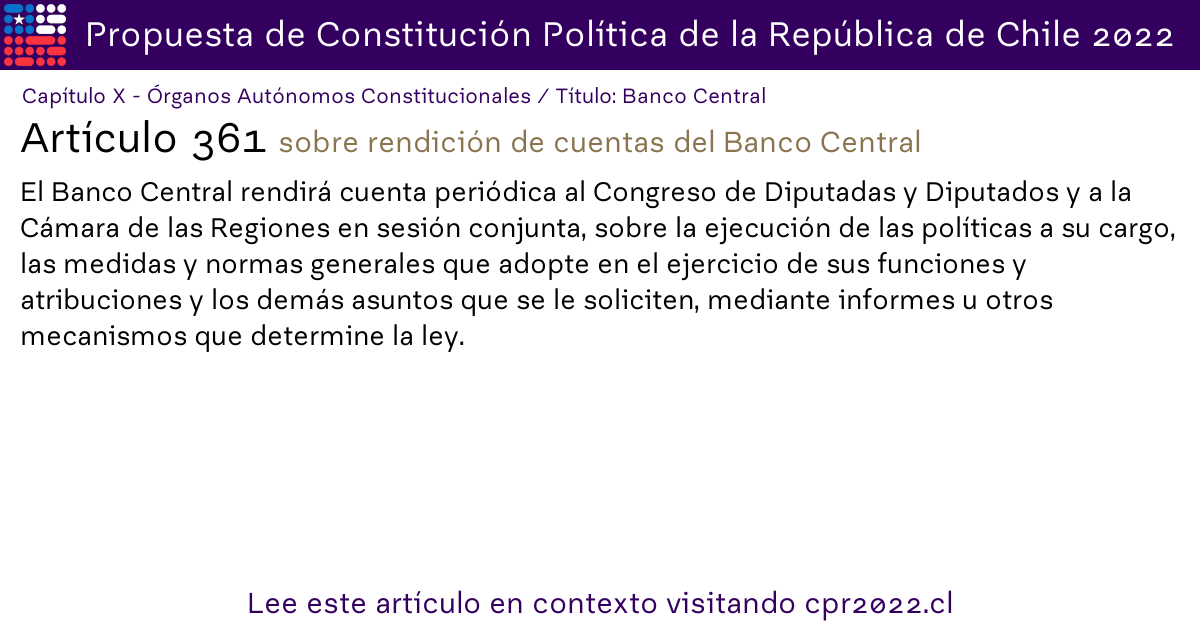 Propuesta de Constitución Política de la República de Chile 2022
Capítulo X - Órganos Autónomos Constitucionales / Título: Banco Central
Artículo 361 sobre rendición de cuentas del Banco Central
El Banco Central rendirá cuenta periódica al Congreso de Diputadas y Diputados y a la
Cámara de las Regiones en sesión conjunta, sobre la ejecución de las políticas a su cargo,
las medidas y normas generales que adopte en el ejercicio de sus funciones y
atribuciones y los demás asuntos que se le soliciten, mediante informes u otros
mecanismos que determine la ley.
Lee este artículo en contexto visitando cpr2022.cl